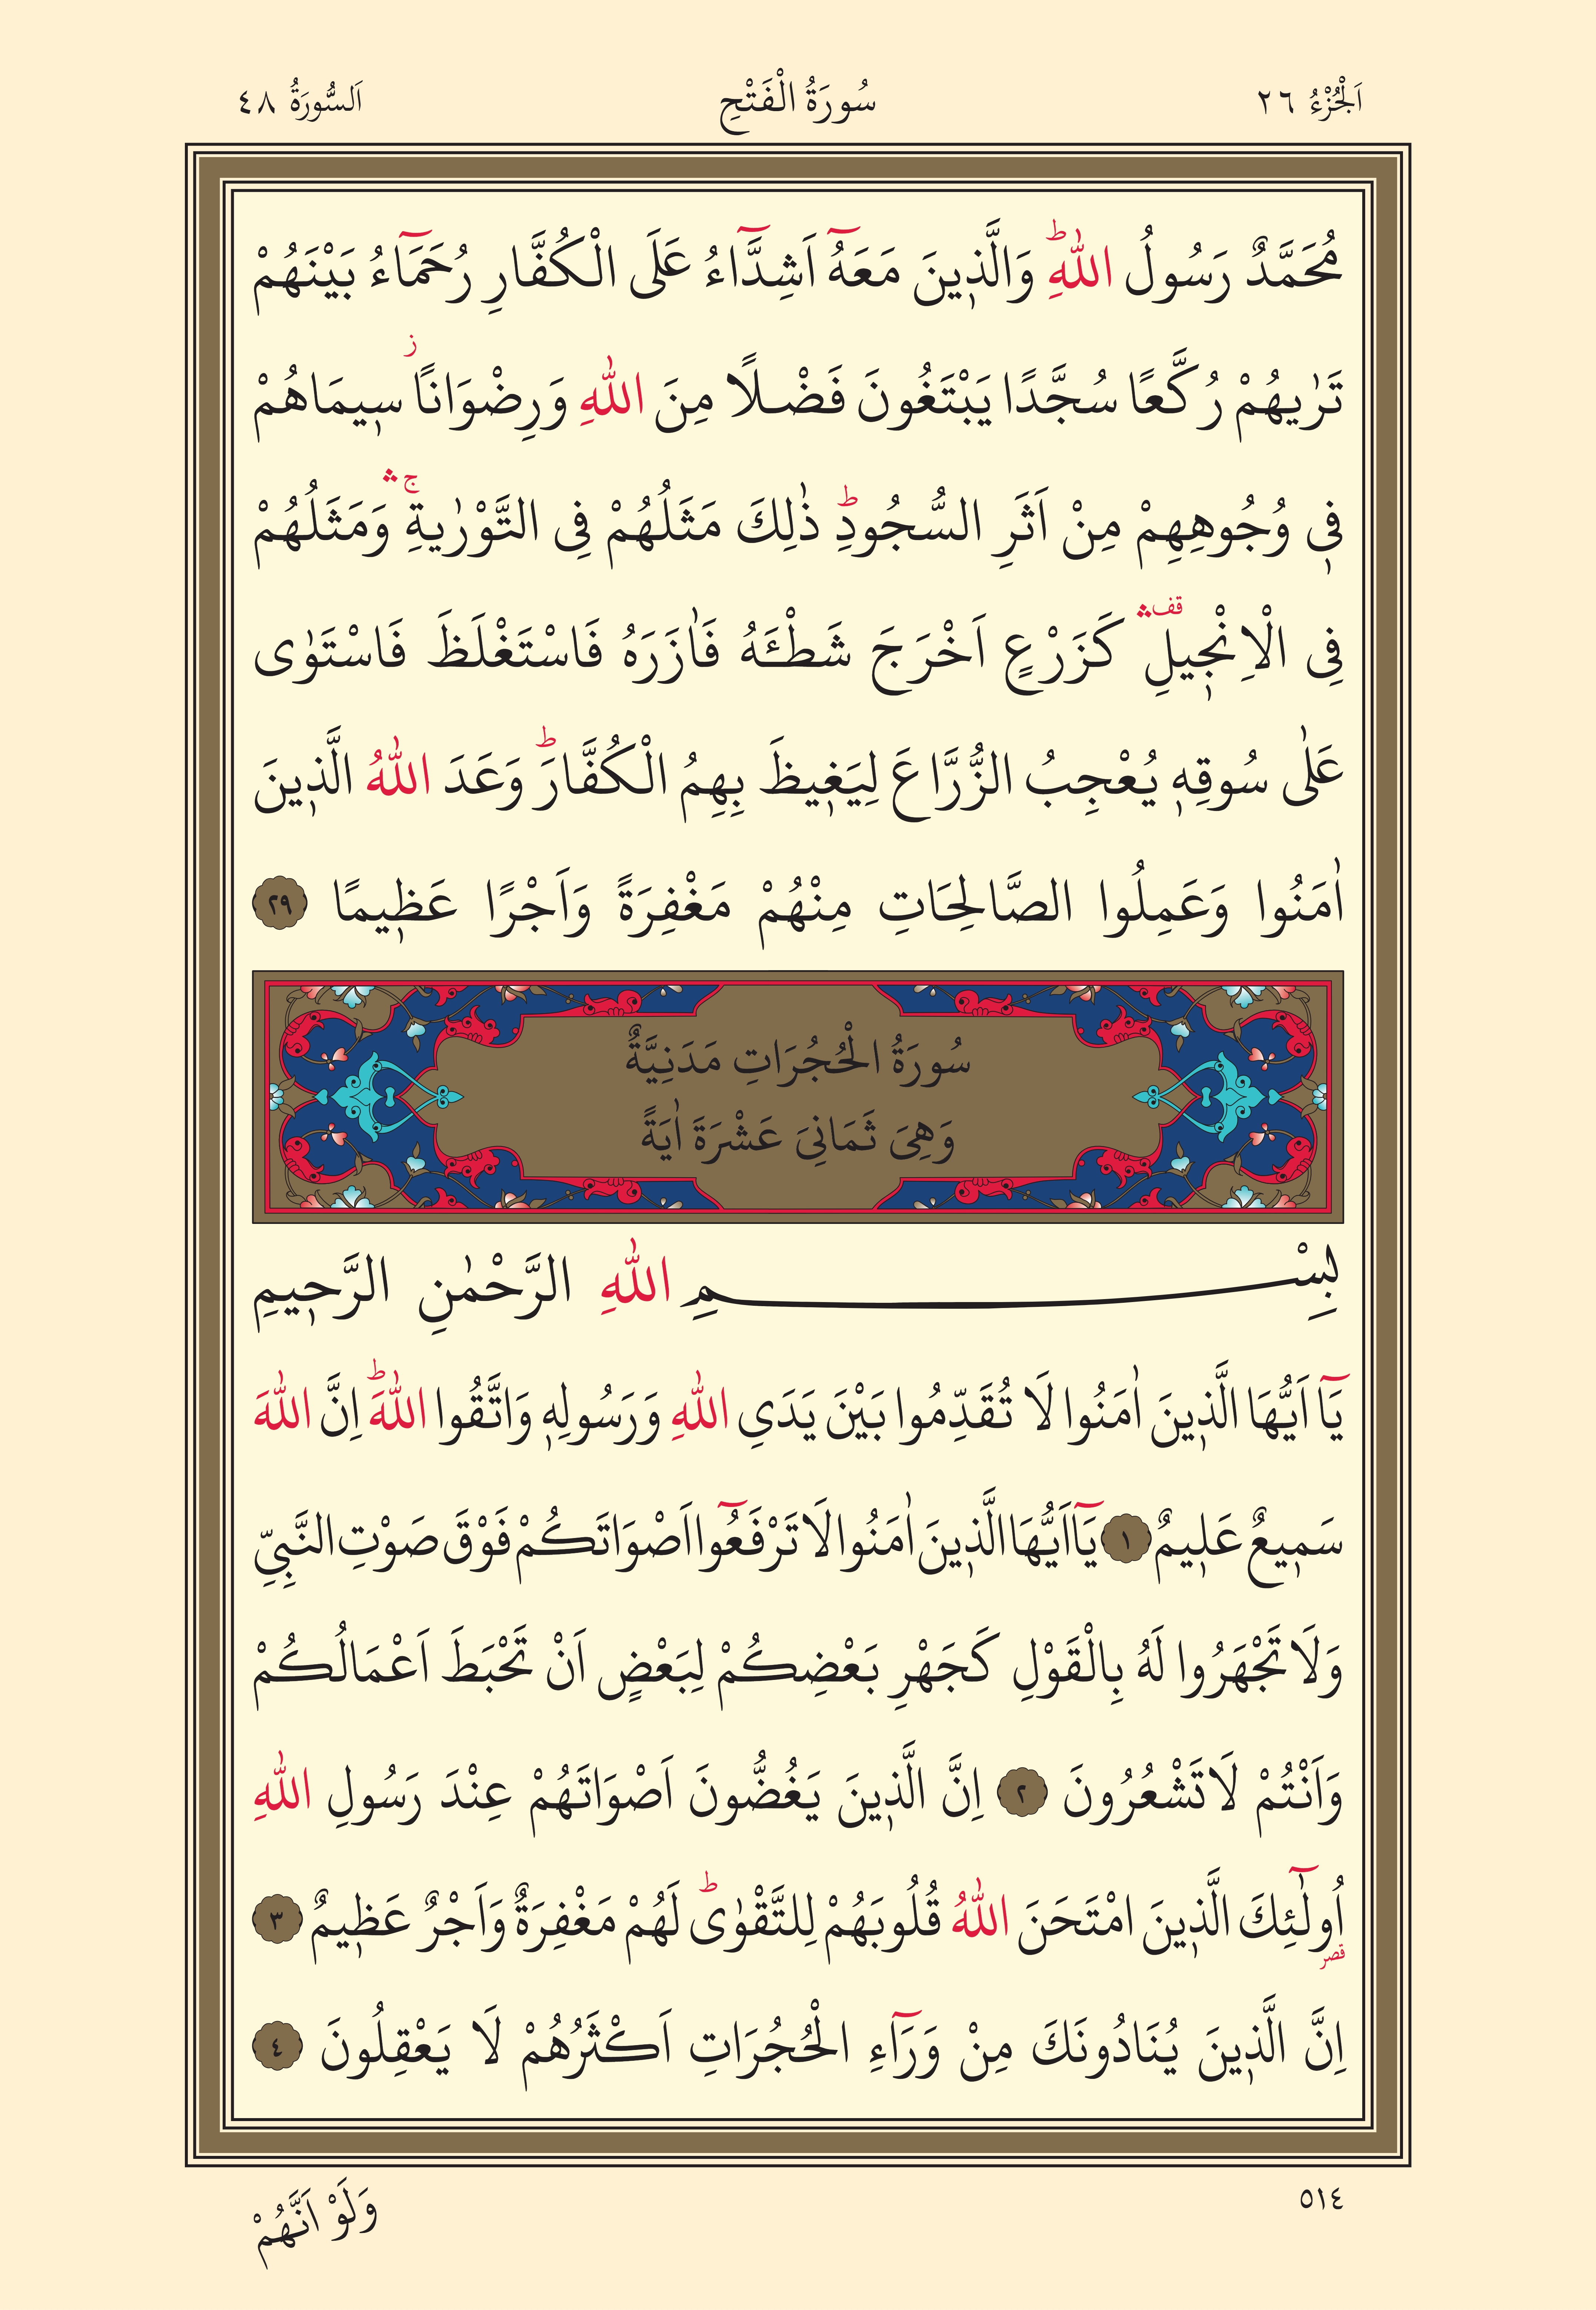 اَلْجُزْءُ ٢٦ سُورَةُ الْفَتْحِ اَلسُّورَةُ ٤٨
مُحَمَّدٌ رَسُولُ اللّٰهِۜ وَالَّذ۪ينَ مَعَهُٓ اَشِدَّٓاءُ عَلَى الْكُفَّارِ رُحَمَٓاءُ بَيْنَهُمْ
تَرٰيهُمْ رُكَّعًا سُجَّدًا يَبْتَغُونَ فَضْلًا مِنَ اللّٰهِ وَرِضْوَانًاۘ س۪يمَاهُمْ
ف۪ي وُجُوهِهِمْ مِنْ اَثَرِ السُّجُودِۜ ذٰلِكَ مَثَلُهُمْ فِي التَّوْرٰيةِۚۛ وَمَثَلُهُمْ
فِي الْاِنْج۪يلِ۠ۛ كَزَرْعٍ اَخْرَجَ شَطْـَٔهُ فَاٰزَرَهُ فَاسْتَغْلَظَ فَاسْتَوٰى
عَلٰى سُوقِه۪ يُعْجِبُ الزُّرَّاعَ لِيَغ۪يظَ بِهِمُ الْكُفَّارَۜ وَعَدَ اللّٰهُ الَّذ۪ينَ
اٰمَنُوا وَعَمِلُوا الصَّالِحَاتِ مِنْهُمْ مَغْفِرَةً وَاَجْرًا عَظ۪يمًا ٢٩
سُورَةُ الْحُجُرَاتِ مَدَنِيَّةٌ
وَهِيَ ثَمَانِيَ عَشْرَةَ اٰيَةً
بِسْمِ اللّٰهِ الرَّحْمٰنِ الرَّح۪يمِ
يَٓا اَيُّهَا الَّذ۪ينَ اٰمَنُوا لَا تُقَدِّمُوا بَيْنَ يَدَيِ اللّٰهِ وَرَسُولِه۪ وَاتَّقُوا اللّٰهَۜ اِنَّ اللّٰهَ
سَم۪يعٌ عَل۪يمٌ ١ يَٓا اَيُّهَا الَّذ۪ينَ اٰمَنُوا لَا تَرْفَعُٓوا اَصْوَاتَكُمْ فَوْقَ صَوْتِ النَّبِيِّ
وَلَا تَجْهَرُوا لَهُ بِالْقَوْلِ كَجَهْرِ بَعْضِكُمْ لِبَعْضٍ اَنْ تَحْبَطَ اَعْمَالُكُمْ
وَاَنْتُمْ لَا تَشْعُرُونَ ٢ اِنَّ الَّذ۪ينَ يَغُضُّونَ اَصْوَاتَهُمْ عِنْدَ رَسُولِ اللّٰهِ
اُو۬لٰٓئِكَ الَّذ۪ينَ امْتَحَنَ اللّٰهُ قُلُوبَهُمْ لِلتَّقْوٰىۜ لَهُمْ مَغْفِرَةٌ وَاَجْرٌ عَظ۪يمٌ ٣
اِنَّ الَّذ۪ينَ يُنَادُونَكَ مِنْ وَرَٓاءِ الْحُجُرَاتِ اَكْثَرُهُمْ لَا يَعْقِلُونَ ٤
٥١٤ وَلَوْ اَنَّهُمْ